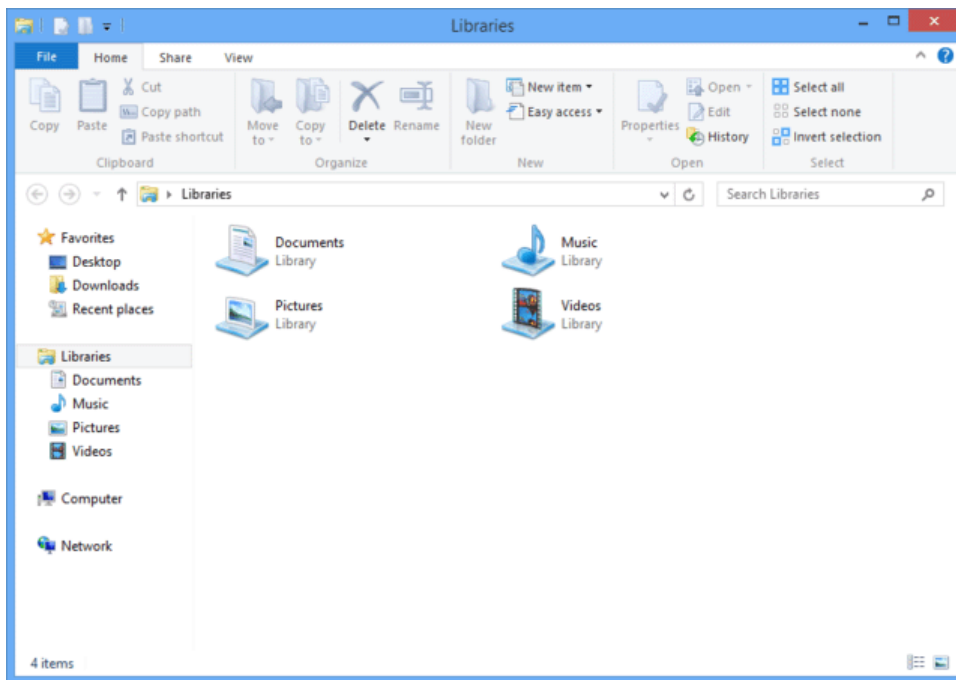 Libraries
File Home Share View
Copy
Paste
Cut
Copy path
Paste shortcut
Clipboard
Move to
Copy to
Delete
Rename
Organize
New folder
New item
Easy access
New
Properties
Open
Edit
History
Open
Select all
Select none
Invert selection
Select
Libraries
Search Libraries
Favorites
Desktop
Downloads
Recent places
Libraries
Documents
Music
Pictures
Videos
Computer
Network
Documents
Library
Music
Library
Pictures
Library
Videos
Library
4 items